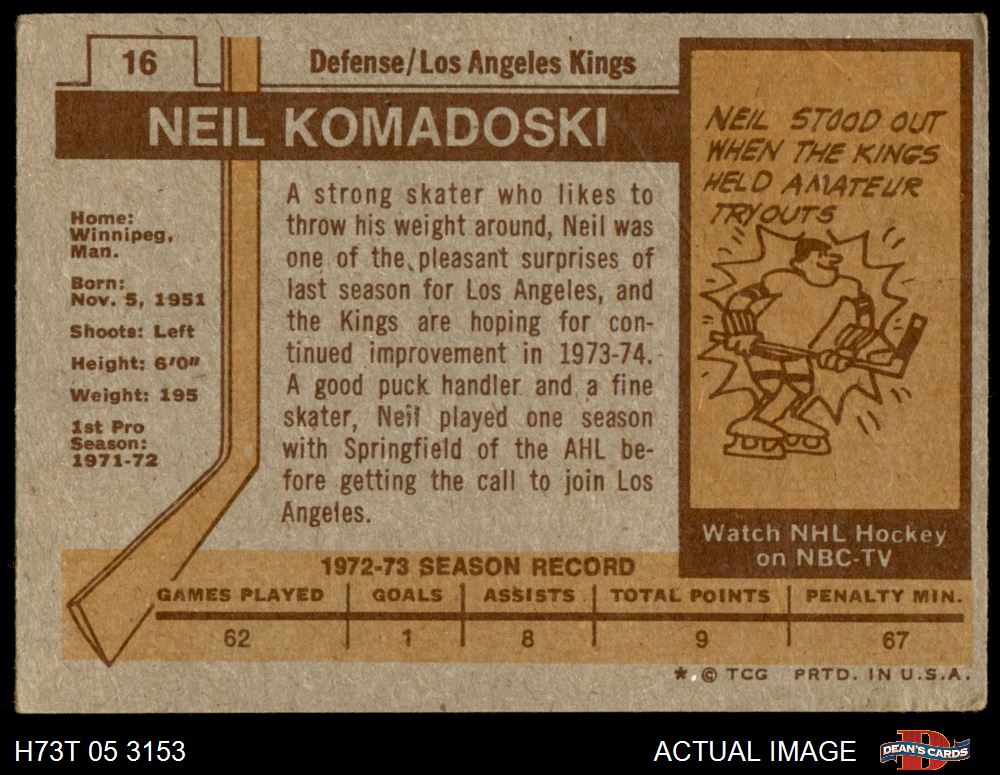 16
Defense/Los Angeles Kings
NEIL KOMADOSKI
Home:
Winnipeg,
Man.
Born:
Nov. 5, 1951
Shoots: Left
Height: 6'0"
Weight: 195
1st Pro
Season:
1971-72
A strong skater who likes to
throw his weight around, Neil was
one of the pleasant surprises of
last season for Los Angeles, and
the Kings are hoping for con-
tinued improvement in 1973-74.
A good puck handler and a fine
skater, Neil played one season
with Springfield of the AHL be-
fore getting the call to join Los
Angeles.
NEIL STOOD OUT
WHEN THE KINGS
HELD AMATEUR
TRYOUTS
Watch NHL Hockey
on NBC-TV
1972-73 SEASON RECORD
GAMES PLAYED GOALS ASSISTS TOTAL POINTS PENALTY MIN.
62 1 8 9 67
*. © TCG PRTD. IN U.S.A.
H73T 05 3153
ACTUAL IMAGE
D
DEAN'S CARDS